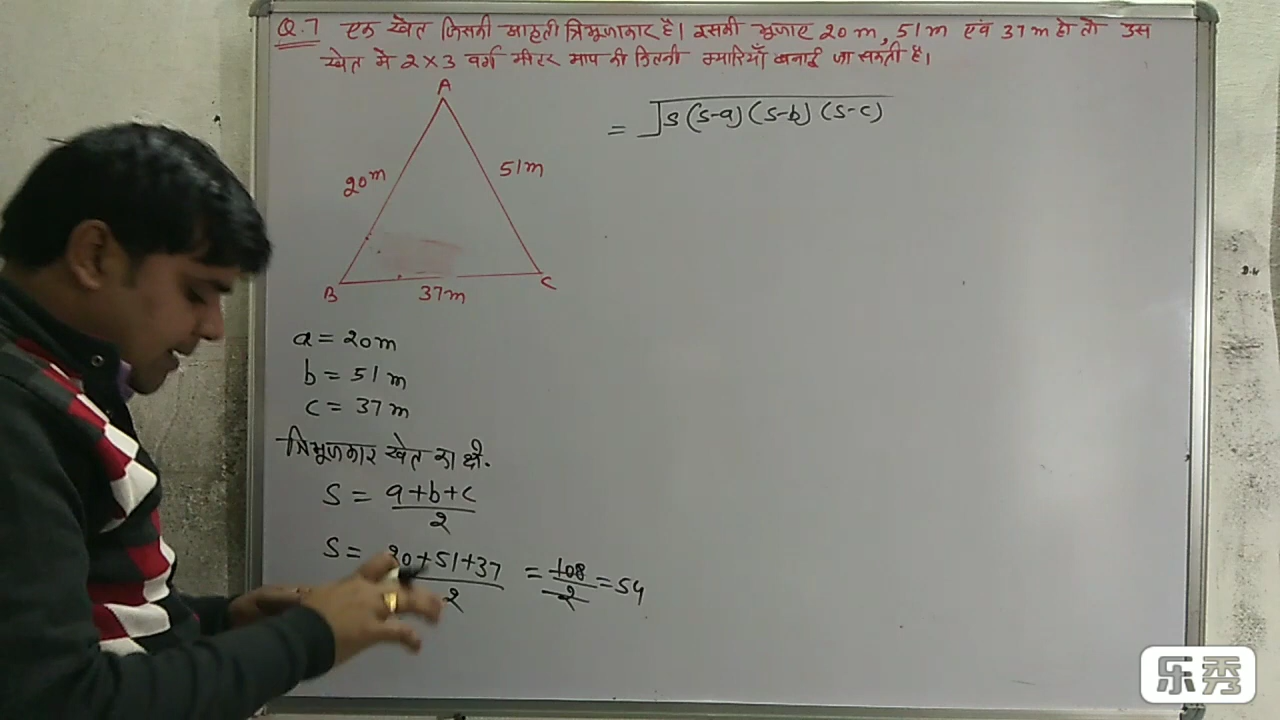 Q.7 एक खेत जिसकी आकृती त्रिभुजाकार है। इसकी भुजाए 20 m, 51 m एवं 37 m हो तो उस
खेत मे 2 × 3 वर्ग मीटर माप की कितनी क्यारियाँ बनाई जा सकती है।
A
= √s(s-a)(s-b)(s-c)
20m
51m
B
37m
C
a = 20m
b = 51 m
c = 37 m
त्रिभुजाकार खेत का क्षे.
S = a+b+c/2
S = 20+51+37/2 = 108/2 = 54
乐秀